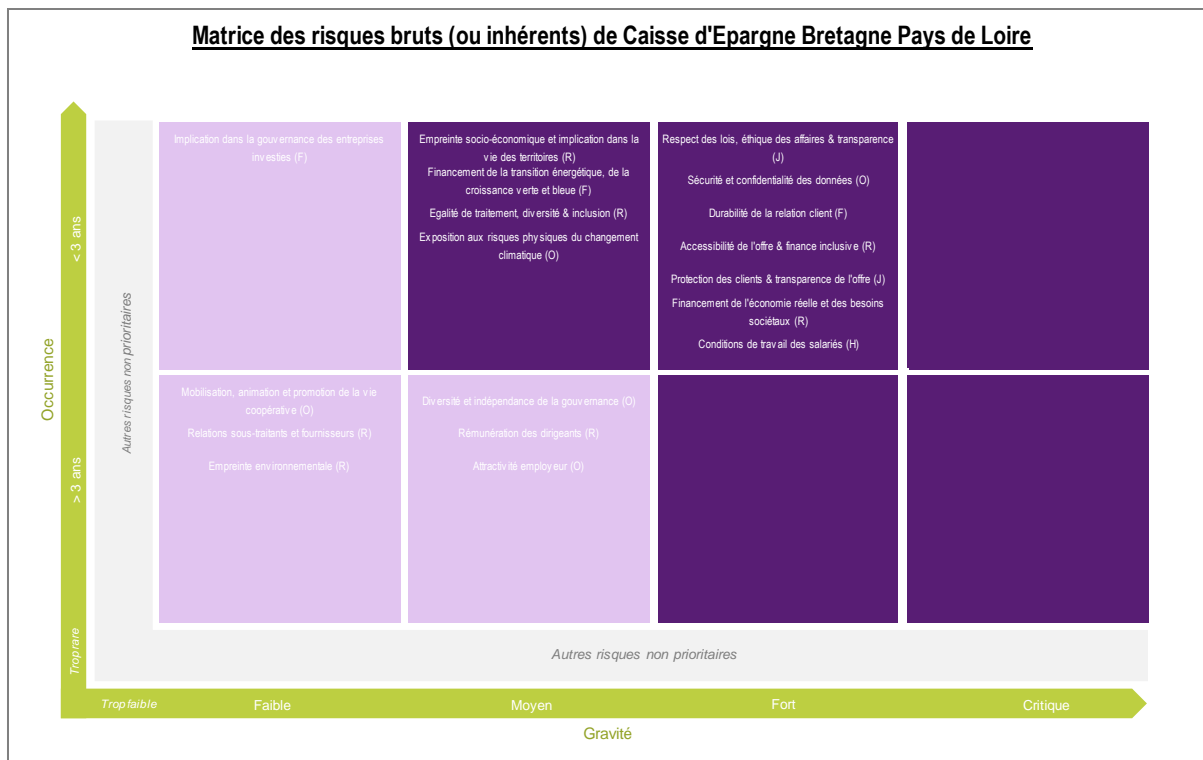 Matrice des risques bruts (ou inhérents) de Caisse d'Epargne Bretagne Pays de Loire
Occurrence
< 3 ans
> 3 ans
Trop rare
Autres risques non prioritaires
Implication dans la gouvernance des entreprises
investies (F)
Empreinte socio-économique et implication dans la
vie des territoires (R)
Financement de la transition énergétique, de la
croissance verte et bleue (F)
Egalité de traitement, diversité & inclusion (R)
Exposition aux risques physiques du changement
climatique (O)
Respect des lois, éthique des affaires & transparence
(J)
Sécurité et confidentialité des données (O)
Durabilité de la relation client (F)
Accessibilité de l'offre & finance inclusive (R)
Protection des clients & transparence de l'offre (J)
Financement de l'économie réelle et des besoins
sociétaux (R)
Conditions de travail des salariés (H)
Mobilisation, animation et promotion de la vie
coopérative (O)
Relations sous-traitants et fournisseurs (R)
Empreinte environnementale (R)
Diversité et indépendance de la gouvernance (O)
Rémunération des dirigeants (R)
Attractivité employeur (O)
Autres risques non prioritaires
Trop faible
Faible
Moyen
Fort
Critique
Gravité